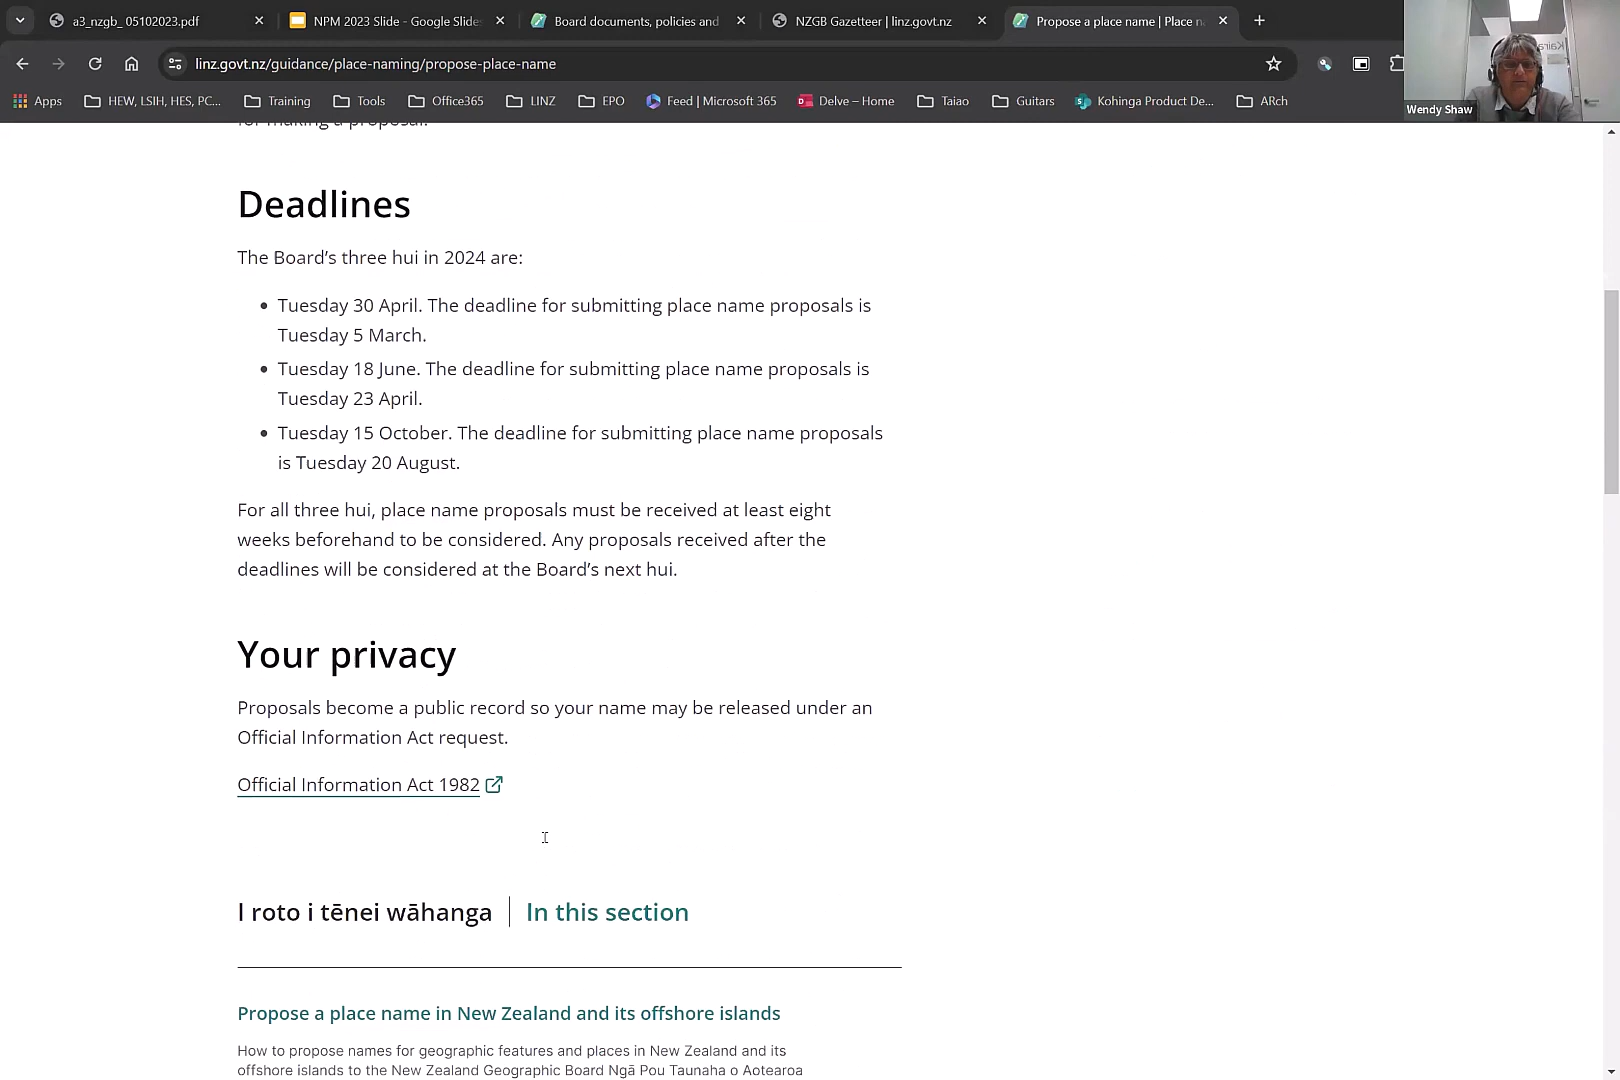 a3_nzgb_ 05102023.pdf
NPM 2023 Slide - Google Slides
Board documents, policies and
NZGB Gazetteer | linz.govt.nz
Propose a place name | Place n
linz.govt.nz/guidance/place-naming/propose-place-name
Apps
HEW, LSIH, HES, PC...
Training
Tools
Office365
LINZ
EPO
Feed | Microsoft 365
Delve – Home
Taiao
Guitars
Kohinga Product De...
ARch
Wendy Shaw
for making a proposal.
Deadlines
The Board’s three hui in 2024 are:
• Tuesday 30 April. The deadline for submitting place name proposals is
Tuesday 5 March.
• Tuesday 18 June. The deadline for submitting place name proposals is
Tuesday 23 April.
• Tuesday 15 October. The deadline for submitting place name proposals
is Tuesday 20 August.
For all three hui, place name proposals must be received at least eight
weeks beforehand to be considered. Any proposals received after the
deadlines will be considered at the Board’s next hui.
Your privacy
Proposals become a public record so your name may be released under an
Official Information Act request.
Official Information Act 1982
I roto i tēnei wāhanga | In this section
Propose a place name in New Zealand and its offshore islands
How to propose names for geographic features and places in New Zealand and its
offshore islands to the New Zealand Geographic Board Ngā Pou Taunaha o Aotearoa